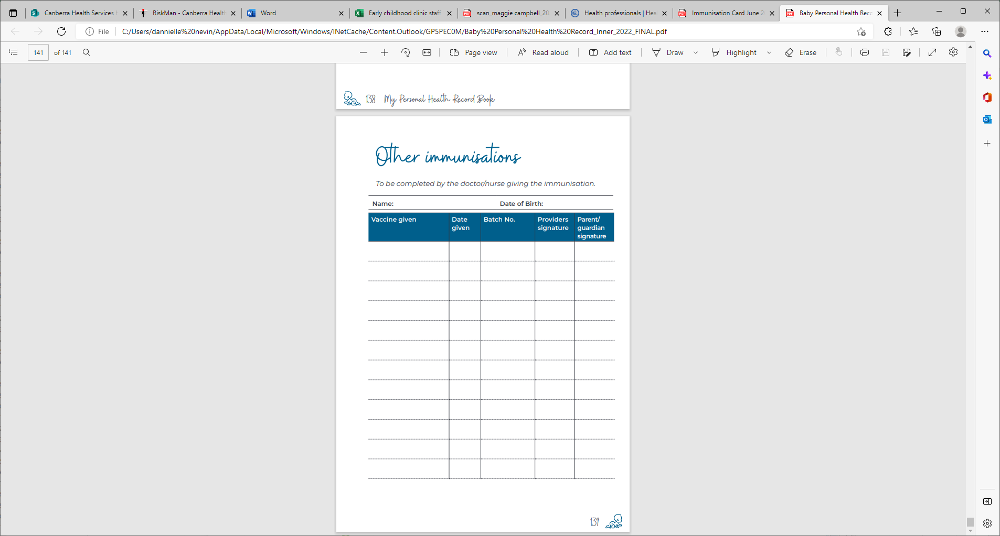 Canberra Health Services H
RiskMan - Canberra Health
Word
Early childhood clinic staff
scan_maggie campbell_20
Health professionals | Hea
Immunisation Card June 2
Baby Personal Health Reco
File
C:/Users/dannielle%20nevin/AppData/Local/Microsoft/Windows/INetCache/Content.Outlook/GP5PEC0M/Baby%20Personal%20Health%20Record_Inner_2022_FINAL.pdf
141 of 141
Page view
Read aloud
Add text
Draw
Highlight
Erase
138 My Personal Health Record Book
Other immunisations
To be completed by the doctor/nurse giving the immunisation.
Name: Date of Birth:
Vaccine given
Date
given
Batch No.
Providers
signature
Parent/
guardian
signature
139